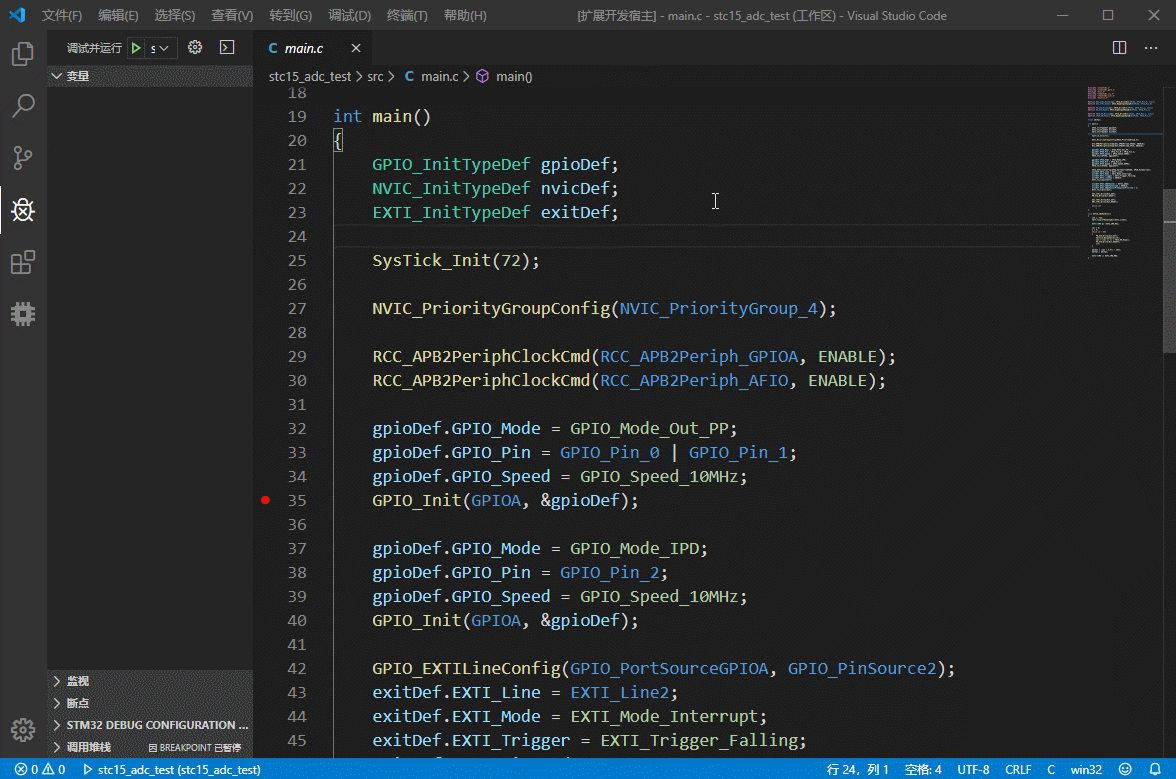 文件(F) 编辑(E) 选择(S) 查看(V) 转到(G) 调试(D) 终端(T) 帮助(H) [扩展开发宿主] - main.c - stc15_adc_test (工作区) - Visual Studio Code
调试并运行 s
C main.c
变量
stc15_adc_test > src > C main.c > main()
18
19 int main()
20 {
21 GPIO_InitTypeDef gpioDef;
22 NVIC_InitTypeDef nvicDef;
23 EXTI_InitTypeDef exitDef;
24
25 SysTick_Init(72);
26
27 NVIC_PriorityGroupConfig(NVIC_PriorityGroup_4);
28
29 RCC_APB2PeriphClockCmd(RCC_APB2Periph_GPIOA, ENABLE);
30 RCC_APB2PeriphClockCmd(RCC_APB2Periph_AFIO, ENABLE);
31
32 gpioDef.GPIO_Mode = GPIO_Mode_Out_PP;
33 gpioDef.GPIO_Pin = GPIO_Pin_0 | GPIO_Pin_1;
34 gpioDef.GPIO_Speed = GPIO_Speed_10MHz;
35 GPIO_Init(GPIOA, &gpioDef);
36
37 gpioDef.GPIO_Mode = GPIO_Mode_IPD;
38 gpioDef.GPIO_Pin = GPIO_Pin_2;
39 gpioDef.GPIO_Speed = GPIO_Speed_10MHz;
40 GPIO_Init(GPIOA, &gpioDef);
41
42 GPIO_EXTILineConfig(GPIO_PortSourceGPIOA, GPIO_PinSource2);
43 exitDef.EXTI_Line = EXTI_Line2;
44 exitDef.EXTI_Mode = EXTI_Mode_Interrupt;
45 exitDef.EXTI_Trigger = EXTI_Trigger_Falling;
监视
断点
STM32 DEBUG CONFIGURATION ...
调用堆栈 因 BREAKPOINT 已暂停
0 0 stc15_adc_test (stc15_adc_test) 行 24，列 1 空格: 4 UTF-8 CRLF C win32